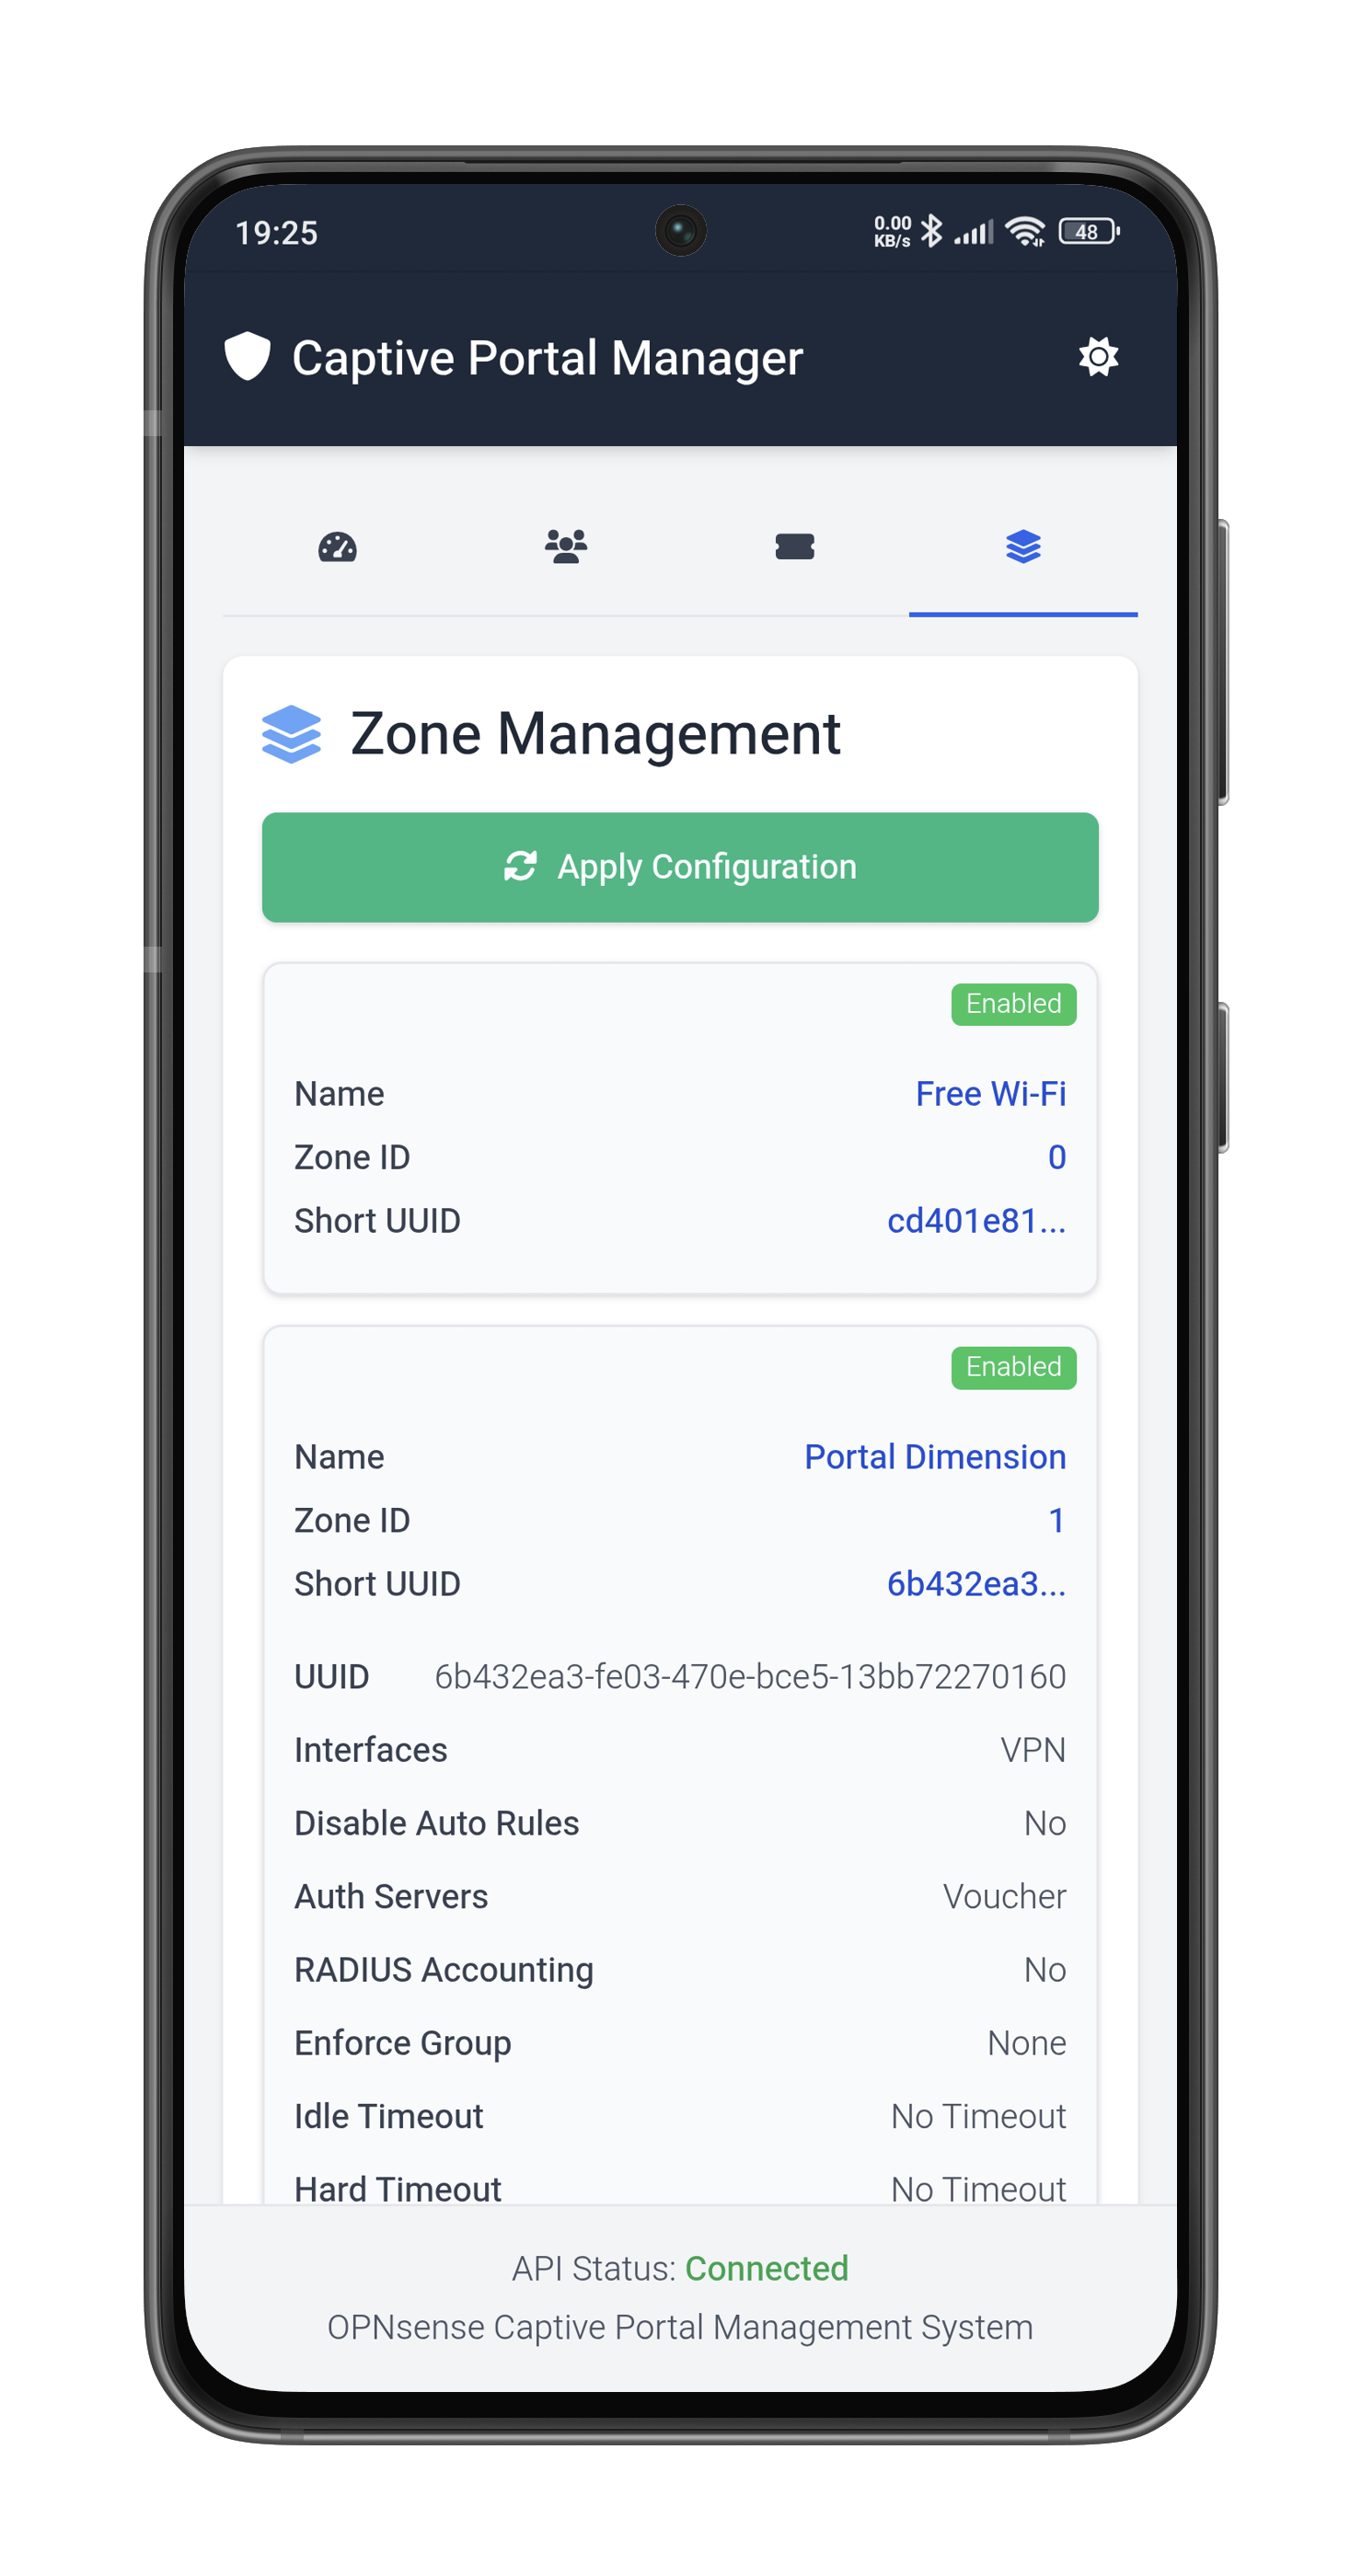 19:25
0.00
KB/s
48
Captive Portal Manager
Zone Management
Apply Configuration
Enabled
Name Free Wi-Fi
Zone ID 0
Short UUID cd401e81...
Enabled
Name Portal Dimension
Zone ID 1
Short UUID 6b432ea3...
UUID 6b432ea3-fe03-470e-bce5-13bb72270160
Interfaces VPN
Disable Auto Rules No
Auth Servers Voucher
RADIUS Accounting No
Enforce Group None
Idle Timeout No Timeout
Hard Timeout No Timeout
API Status: Connected
OPNsense Captive Portal Management System